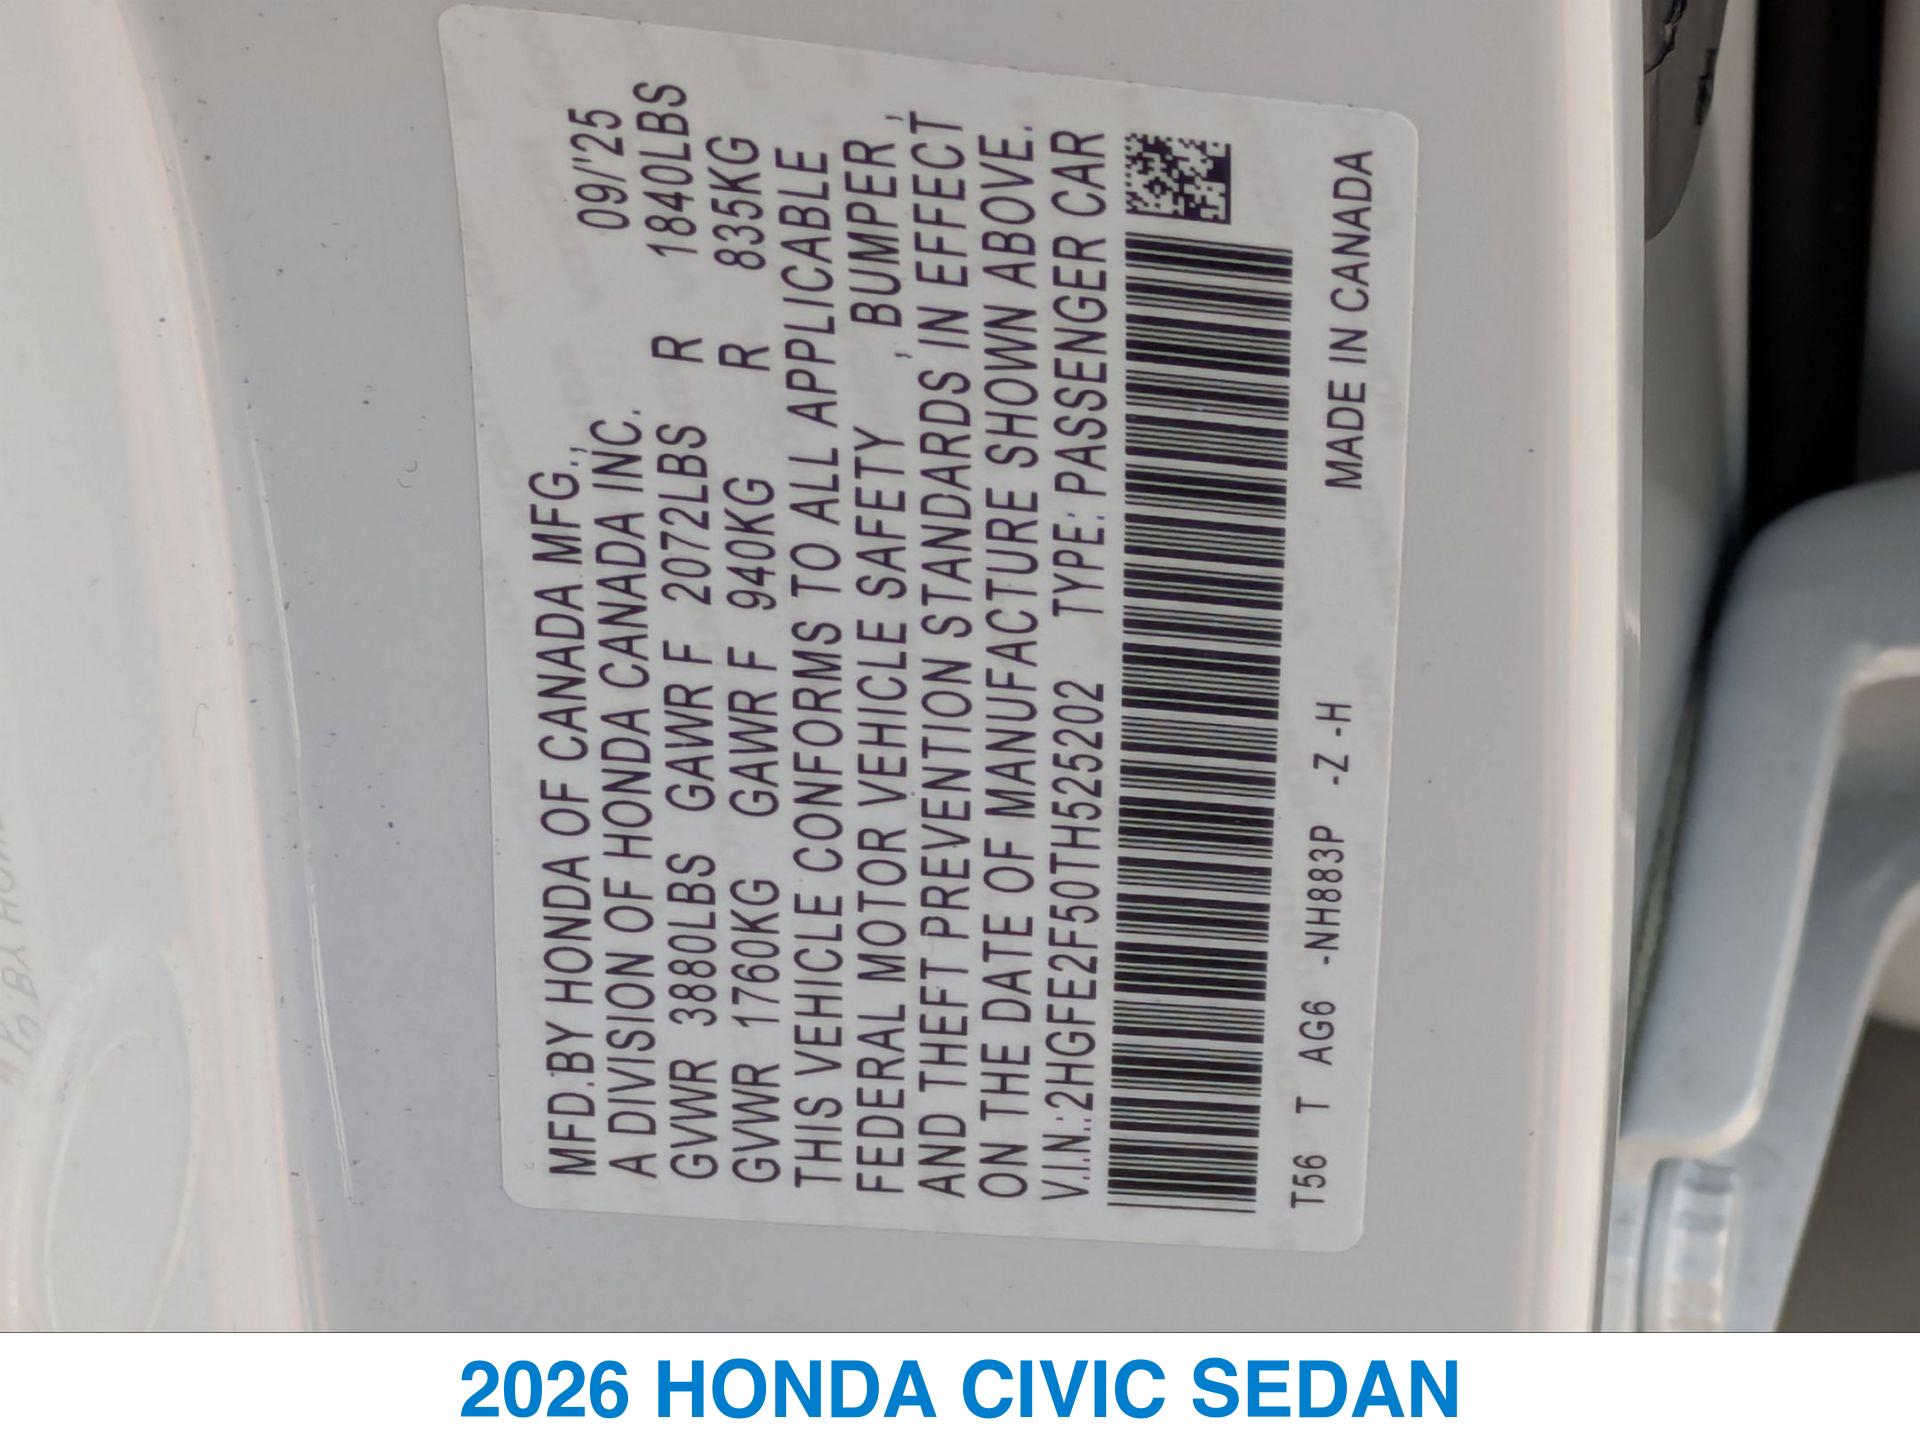 MFD.BY HONDA OF CANADA MFG.,
A DIVISION OF HONDA CANADA INC. 09/'25
GVWR 3880LBS GAWR F 2072LBS R 1840LBS
GVWR 1760KG GAWR F 940KG R 835KG
THIS VEHICLE CONFORMS TO ALL APPLICABLE
FEDERAL MOTOR VEHICLE SAFETY , BUMPER ,
AND THEFT PREVENTION STANDARDS IN EFFECT
ON THE DATE OF MANUFACTURE SHOWN ABOVE.
V.I.N.:2HGFE2F50TH525202 TYPE: PASSENGER CAR
T56 T AG6 -NH883P -Z -H MADE IN CANADA
2026 HONDA CIVIC SEDAN